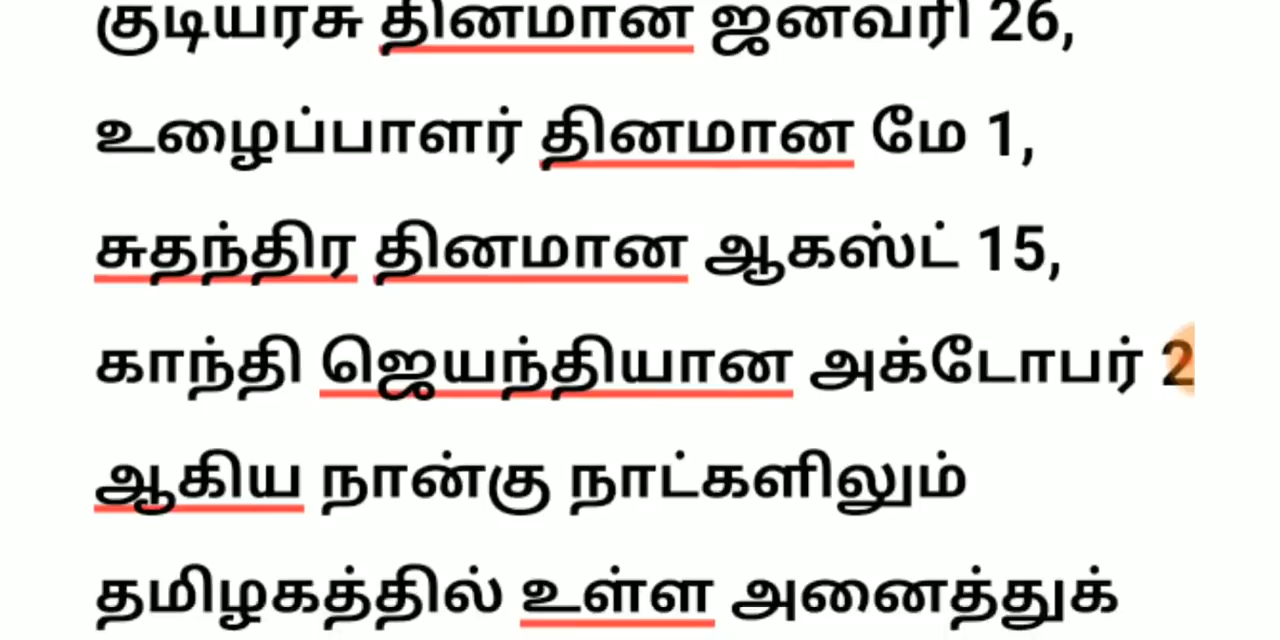 குடியரசு தினமான ஜனவரி 26,
உழைப்பாளர் தினமான மே 1,
சுதந்திர தினமான ஆகஸ்ட் 15,
காந்தி ஜெயந்தியான அக்டோபர் 2
ஆகிய நான்கு நாட்களிலும்
தமிழகத்தில் உள்ள அனைத்துக்